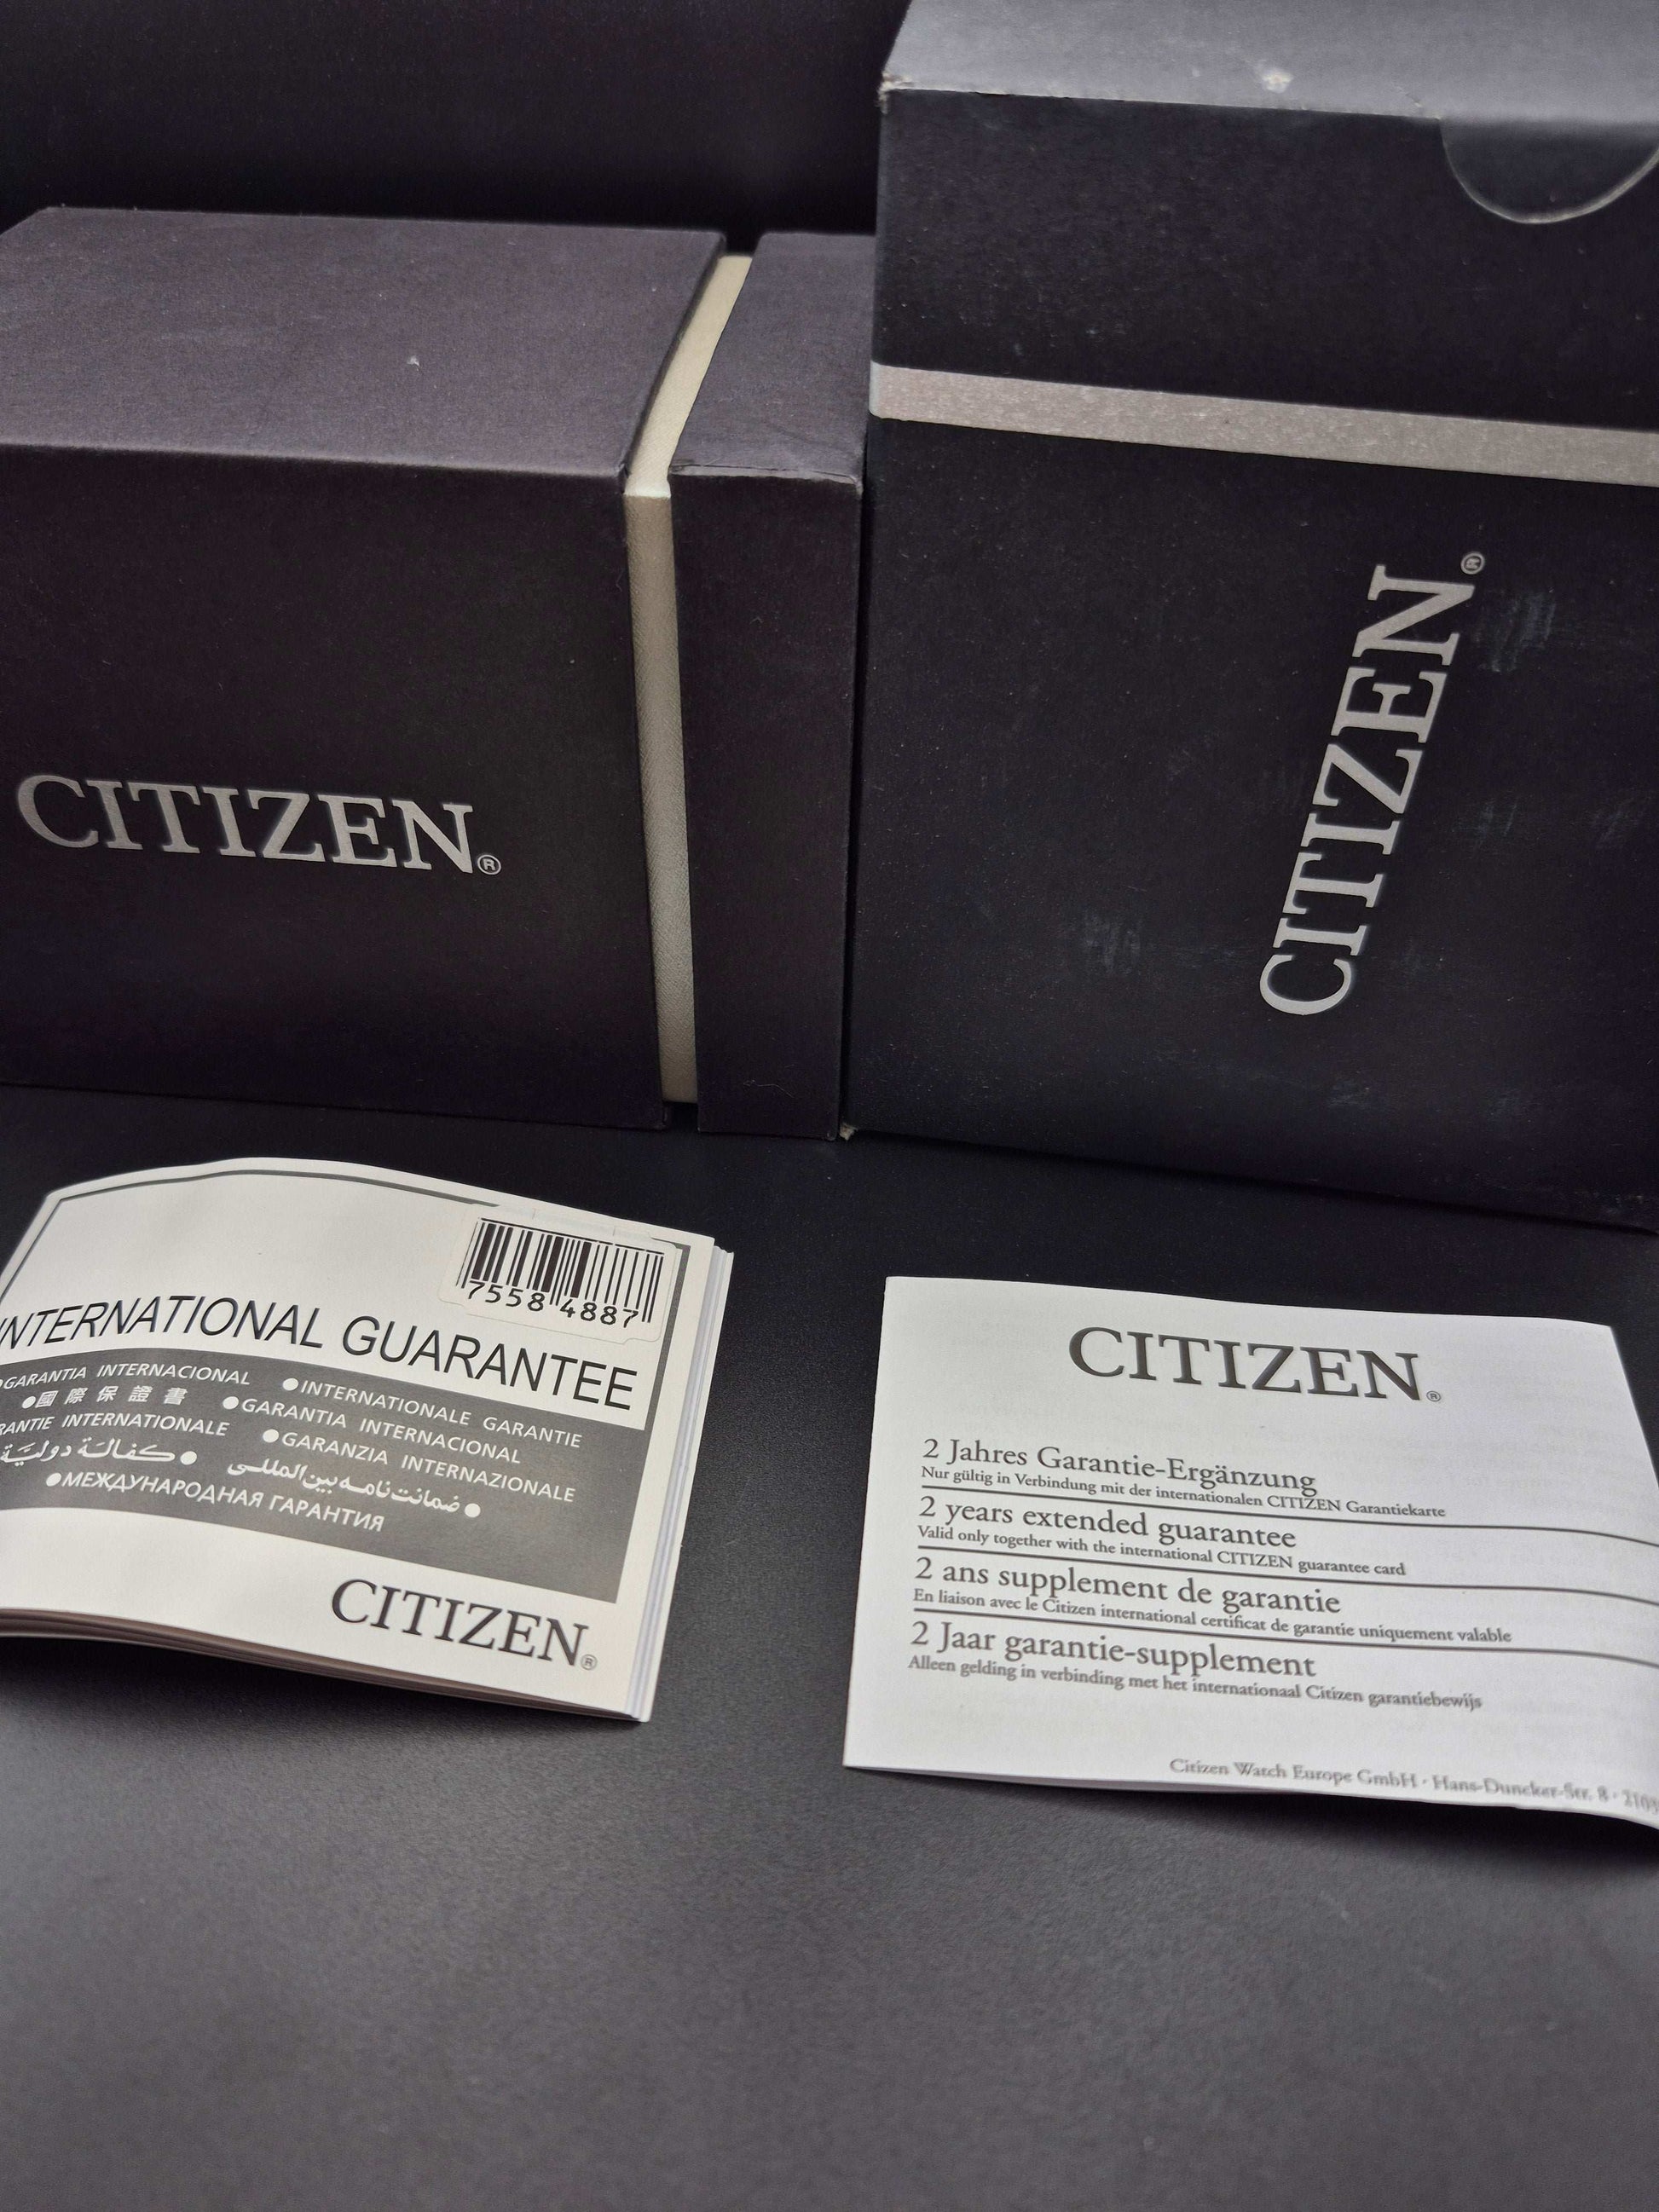 CITIZEN®
CITIZEN®
7558 4887
INTERNATIONAL GUARANTEE
GARANTIA INTERNACIONAL ●INTERNATIONALE GARANTIE
●國際保證書 ●GARANTIA INTERNACIONAL
INTERNATIONALE ●GARANZIA INTERNAZIONALE
كفالة دولية● ضمانت‌نامه بین‌المللی●
●МЕЖДУНАРОДНАЯ ГАРАНТИЯ
CITIZEN®
CITIZEN®
2 Jahres Garantie-Ergänzung
Nur gültig in Verbindung mit der internationalen CITIZEN Garantiekarte
2 years extended guarantee
Valid only together with the international CITIZEN guarantee card
2 ans supplement de garantie
En liaison avec le Citizen international certificat de garantie uniquement valable
2 Jaar garantie-supplement
Alleen gelding in verbinding met het internationaal Citizen garantiebewijs
Citizen Watch Europe GmbH · Hans-Duncker-Str. 8 ·